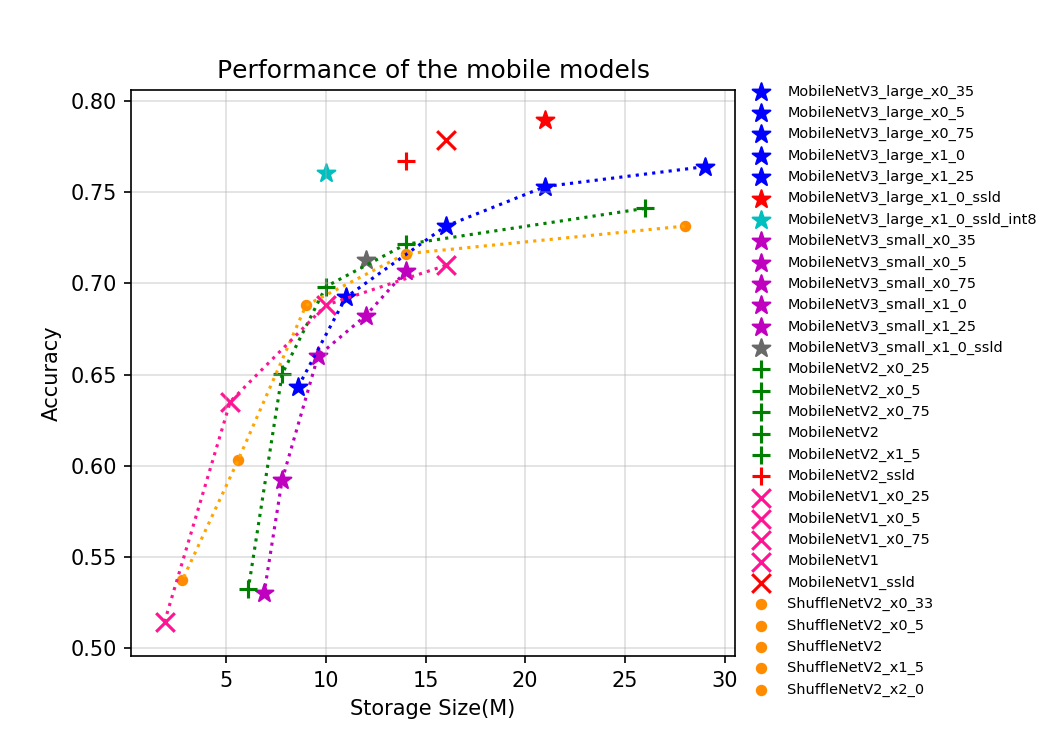 Performance of the mobile models
Accuracy
0.80
0.75
0.70
0.65
0.60
0.55
0.50
5 10 15 20 25 30
Storage Size(M)
MobileNetV3_large_x0_35
MobileNetV3_large_x0_5
MobileNetV3_large_x0_75
MobileNetV3_large_x1_0
MobileNetV3_large_x1_25
MobileNetV3_large_x1_0_ssld
MobileNetV3_large_x1_0_ssld_int8
MobileNetV3_small_x0_35
MobileNetV3_small_x0_5
MobileNetV3_small_x0_75
MobileNetV3_small_x1_0
MobileNetV3_small_x1_25
MobileNetV3_small_x1_0_ssld
MobileNetV2_x0_25
MobileNetV2_x0_5
MobileNetV2_x0_75
MobileNetV2
MobileNetV2_x1_5
MobileNetV2_ssld
MobileNetV1_x0_25
MobileNetV1_x0_5
MobileNetV1_x0_75
MobileNetV1
MobileNetV1_ssld
ShuffleNetV2_x0_33
ShuffleNetV2_x0_5
ShuffleNetV2
ShuffleNetV2_x1_5
ShuffleNetV2_x2_0